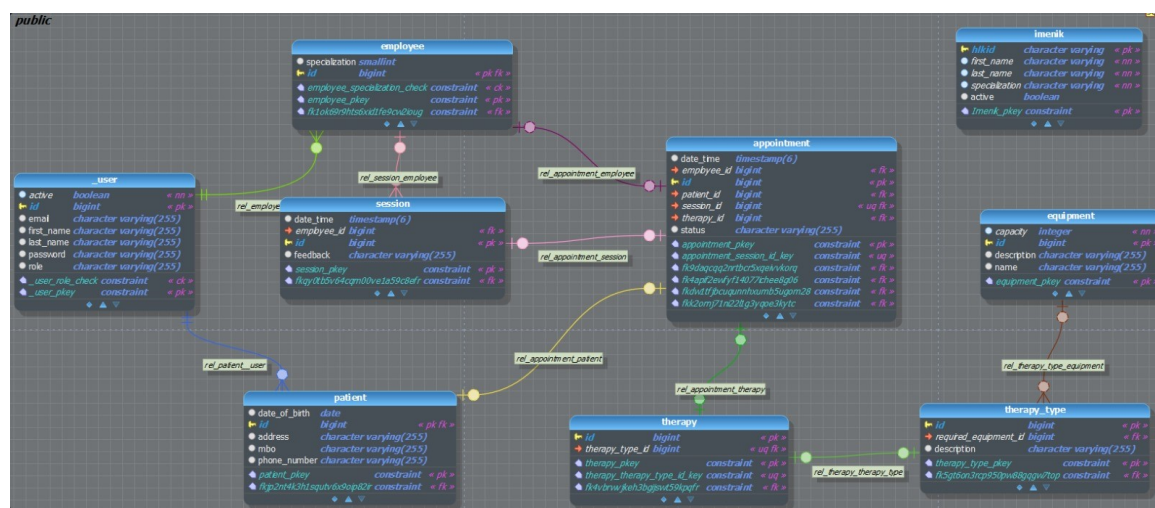 public
employee
specialization smallint
id bigint « pk fk »
employee_specialization_check constraint « ck »
employee_pkey constraint « pk »
constraint « fk »
imenik
hlkid character varying « pk »
first_name character varying « nn »
last_name character varying « nn »
specialization character varying « nn »
active boolean
Imenik_pkey constraint « pk »
_user
active boolean « nn »
id bigint « pk »
email character varying(255)
first_name character varying(255)
last_name character varying(255)
password character varying(255)
role character varying(255)
_user_role_check constraint « ck »
_user_pkey constraint « pk »
rel_employe
rel_session_employee
rel_appointment_employee
session
date_time timestamp(6)
employee_id bigint « fk »
id bigint « pk »
feedback character varying(255)
session_pkey constraint « pk »
constraint « fk »
rel_appointment_session
appointment
date_time timestamp(6)
employee_id bigint « fk »
id bigint « pk »
patient_id bigint « fk »
session_id bigint « uq fk »
therapy_id bigint « fk »
status character varying(255)
appointment_pkey constraint « pk »
appointment_session_id_key constraint « uq »
constraint « fk »
constraint « fk »
constraint « fk »
constraint « fk »
equipment
capacity integer « nn »
id bigint « pk »
description character varying(255)
name character varying(255)
equipment_pkey constraint « pk »
rel_patient__user
rel_appointment_patient
rel_appointment_therapy
rel_therapy_type_equipment
patient
date_of_birth date
id bigint « pk fk »
address character varying(255)
mbo character varying(255)
phone_number character varying(255)
patient_pkey constraint « pk »
constraint « fk »
therapy
id bigint « pk »
therapy_type_id bigint « uq fk »
therapy_pkey constraint « pk »
therapy_therapy_type_id_key constraint « uq »
constraint « fk »
rel_therapy_therapy_type
therapy_type
id bigint « pk »
required_equipment_id bigint « fk »
description character varying(255)
therapy_type_pkey constraint « pk »
constraint « fk »